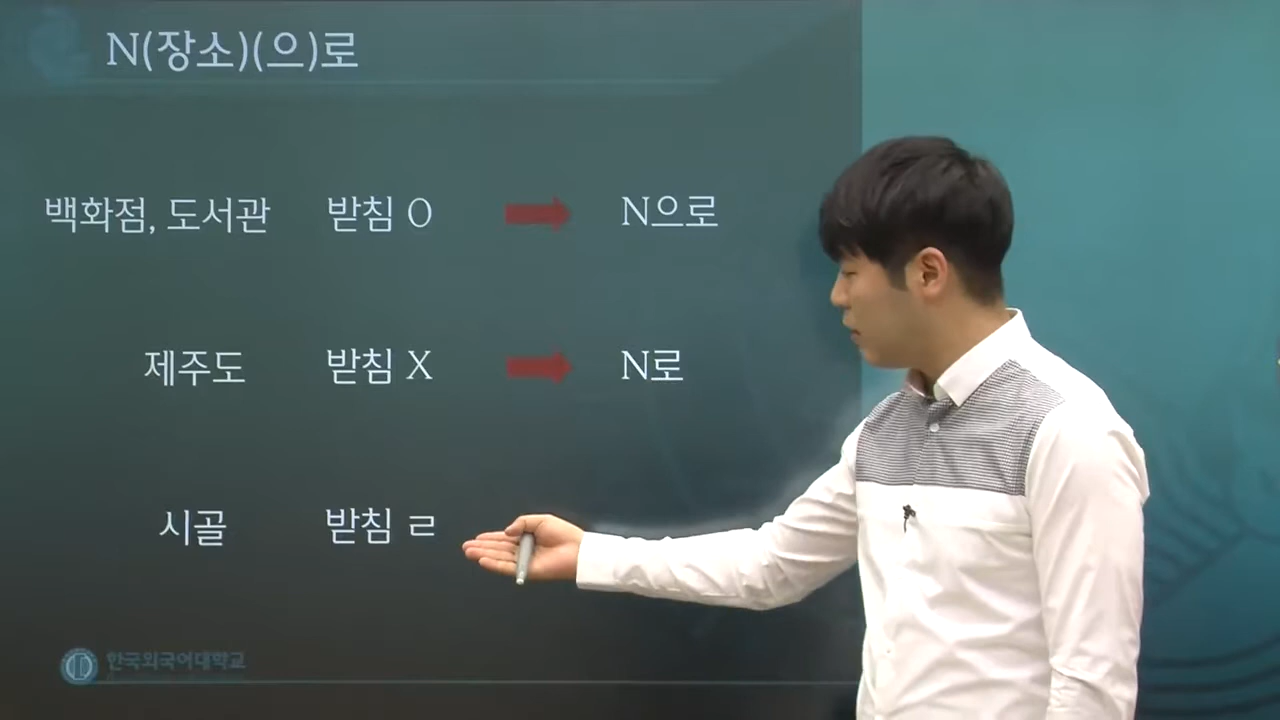 N(장소)(으)로
백화점, 도서관 받침 O N으로
제주도 받침 X N로
시골 받침 ㄹ
한국외국어대학교